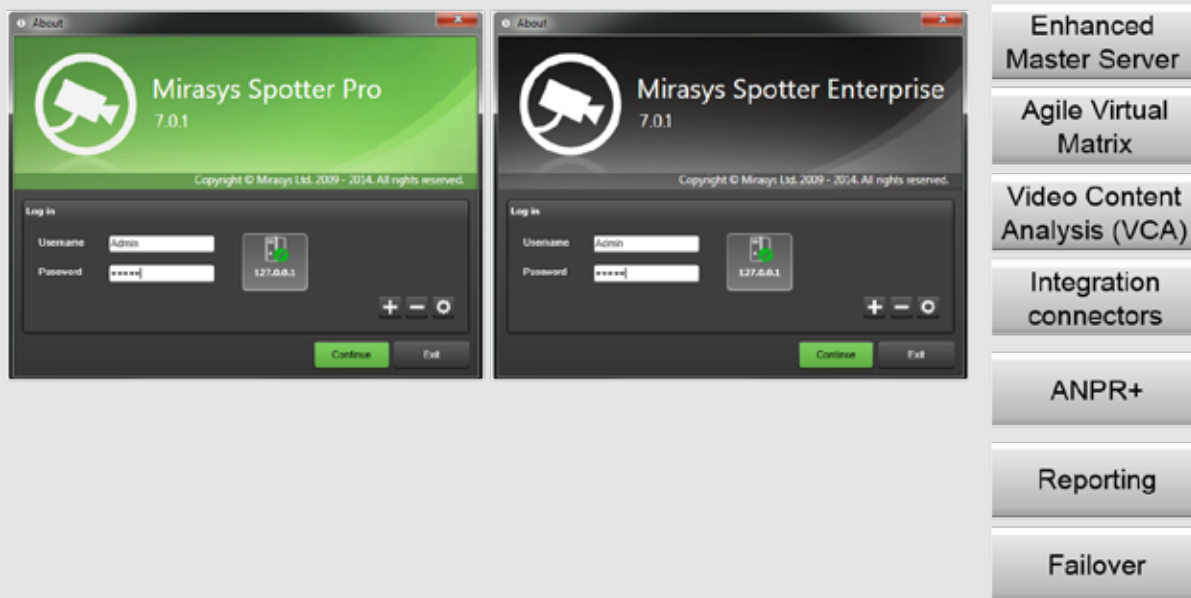 About
Mirasys Spotter Pro
7.0.1
Copyright © Mirasys Ltd. 2009 - 2014. All rights reserved.
Log in
Username
Admin
Password
•••••
127.0.0.1
Continue
Exit
About
Mirasys Spotter Enterprise
7.0.1
Copyright © Mirasys Ltd. 2009 - 2014. All rights reserved.
Log in
Username
Admin
Password
•••••
127.0.0.1
Continue
Exit
Enhanced
Master Server
Agile Virtual
Matrix
Video Content
Analysis (VCA)
Integration
connectors
ANPR+
Reporting
Failover